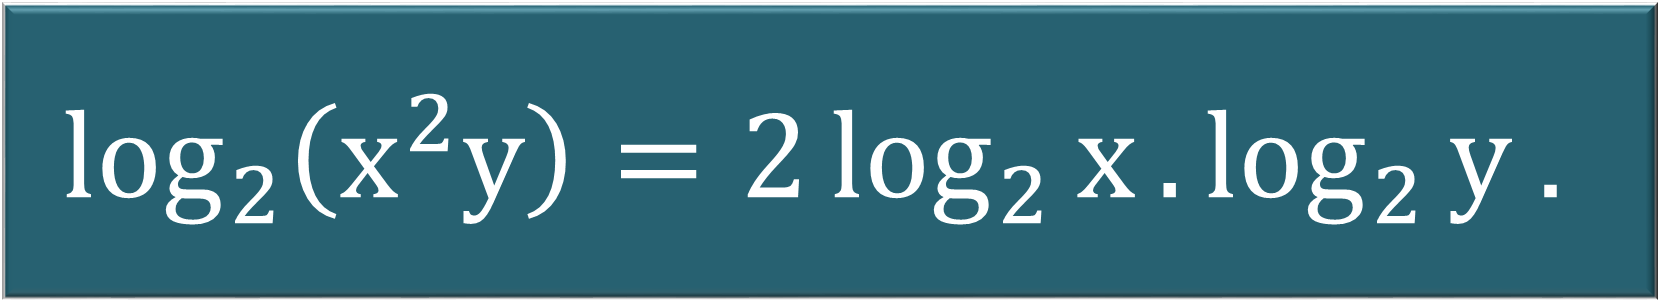 log₂(x²y) = 2 log₂ x . log₂ y .